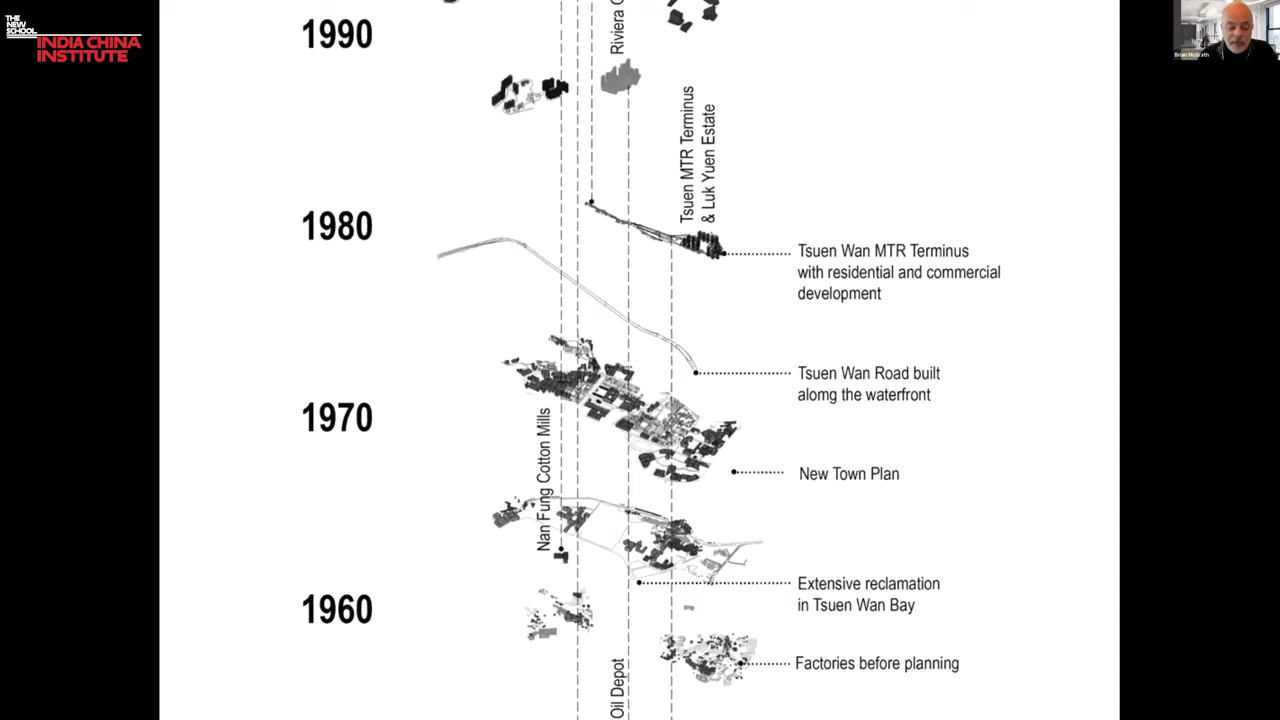 THE
NEW
SCHOOL
INDIA CHINA
INSTITUTE
Brian McGrath
1990
Riviera
Tsuen MTR Terminus
& Luk Yuen Estate
1980
Tsuen Wan MTR Terminus
with residential and commercial
development
Tsuen Wan Road built
alomg the waterfront
1970
Nan Fung Cotton Mills
New Town Plan
Extensive reclamation
in Tsuen Wan Bay
1960
Factories before planning
Oil Depot